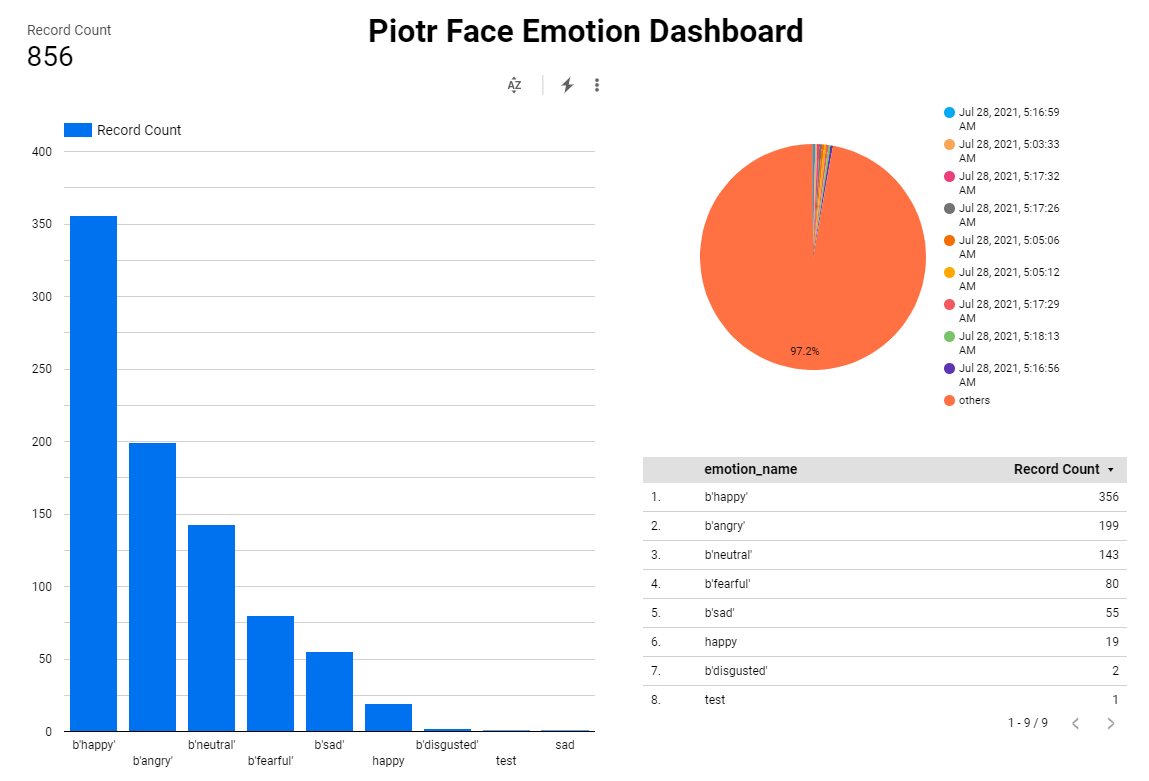 Record Count
856
Piotr Face Emotion Dashboard
AZ
Record Count
400
350
300
250
200
150
100
50
0
b'happy'
b'angry'
b'neutral'
b'fearful'
b'sad'
happy
b'disgusted'
test
sad
97.2%
Jul 28, 2021, 5:16:59
AM
Jul 28, 2021, 5:03:33
AM
Jul 28, 2021, 5:17:32
AM
Jul 28, 2021, 5:17:26
AM
Jul 28, 2021, 5:05:06
AM
Jul 28, 2021, 5:05:12
AM
Jul 28, 2021, 5:17:29
AM
Jul 28, 2021, 5:18:13
AM
Jul 28, 2021, 5:16:56
AM
others
emotion_name Record Count
1. b'happy' 356
2. b'angry' 199
3. b'neutral' 143
4. b'fearful' 80
5. b'sad' 55
6. happy 19
7. b'disgusted' 2
8. test 1
1 - 9 / 9